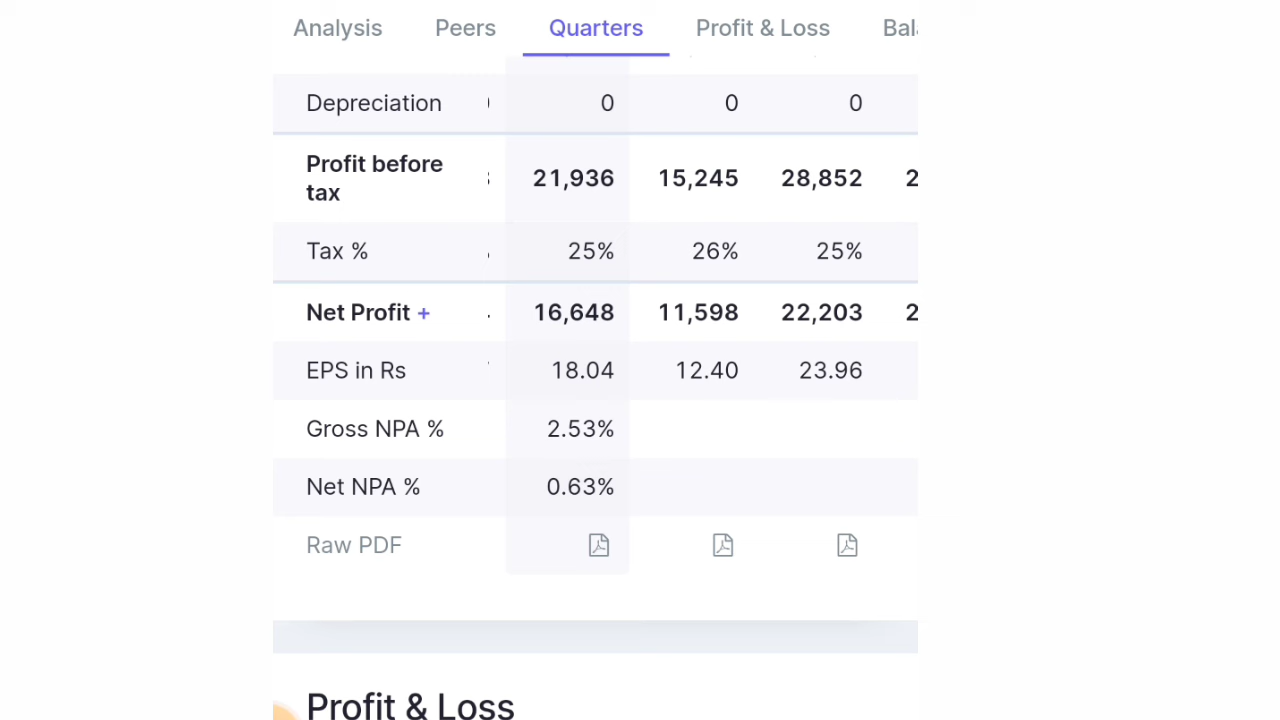 Analysis Peers Quarters Profit & Loss
Depreciation 0 0 0
Profit before
tax 21,936 15,245 28,852 2
Tax % 25% 26% 25%
Net Profit + 16,648 11,598 22,203 2
EPS in Rs 18.04 12.40 23.96
Gross NPA % 2.53%
Net NPA % 0.63%
Raw PDF
Profit & Loss